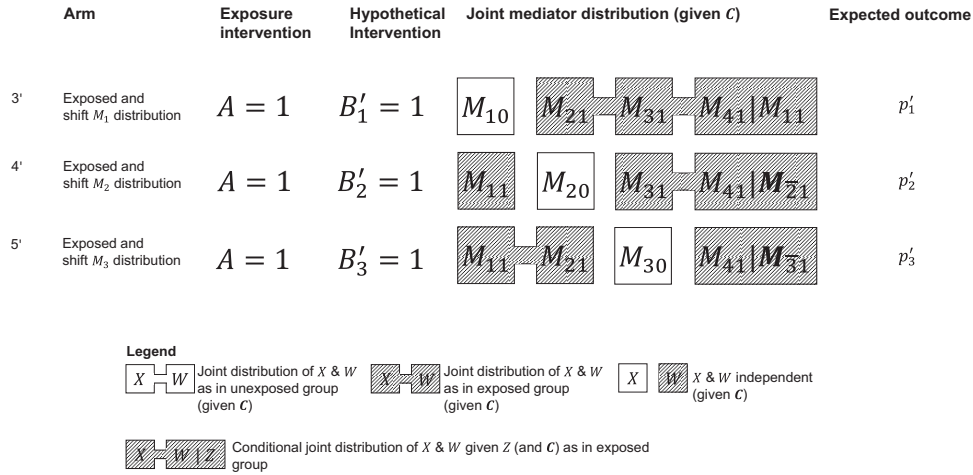 Arm Exposure intervention Hypothetical Intervention Joint mediator distribution (given C) Expected outcome
3' Exposed and shift M₁ distribution A = 1 B′₁ = 1 M₁₀ M₂₁ M₃₁ M₄₁|M₁₁ p′₁
4' Exposed and shift M₂ distribution A = 1 B′₂ = 1 M₁₁ M₂₀ M₃₁ M₄₁|M₂̅₁ p′₂
5' Exposed and shift M₃ distribution A = 1 B′₃ = 1 M₁₁ M₂₁ M₃₀ M₄₁|M₃̅₁ p′₃
Legend
X W Joint distribution of X & W as in unexposed group (given C)
X W Joint distribution of X & W as in exposed group (given C)
X W X & W independent (given C)
X W | Z Conditional joint distribution of X & W given Z (and C) as in exposed group